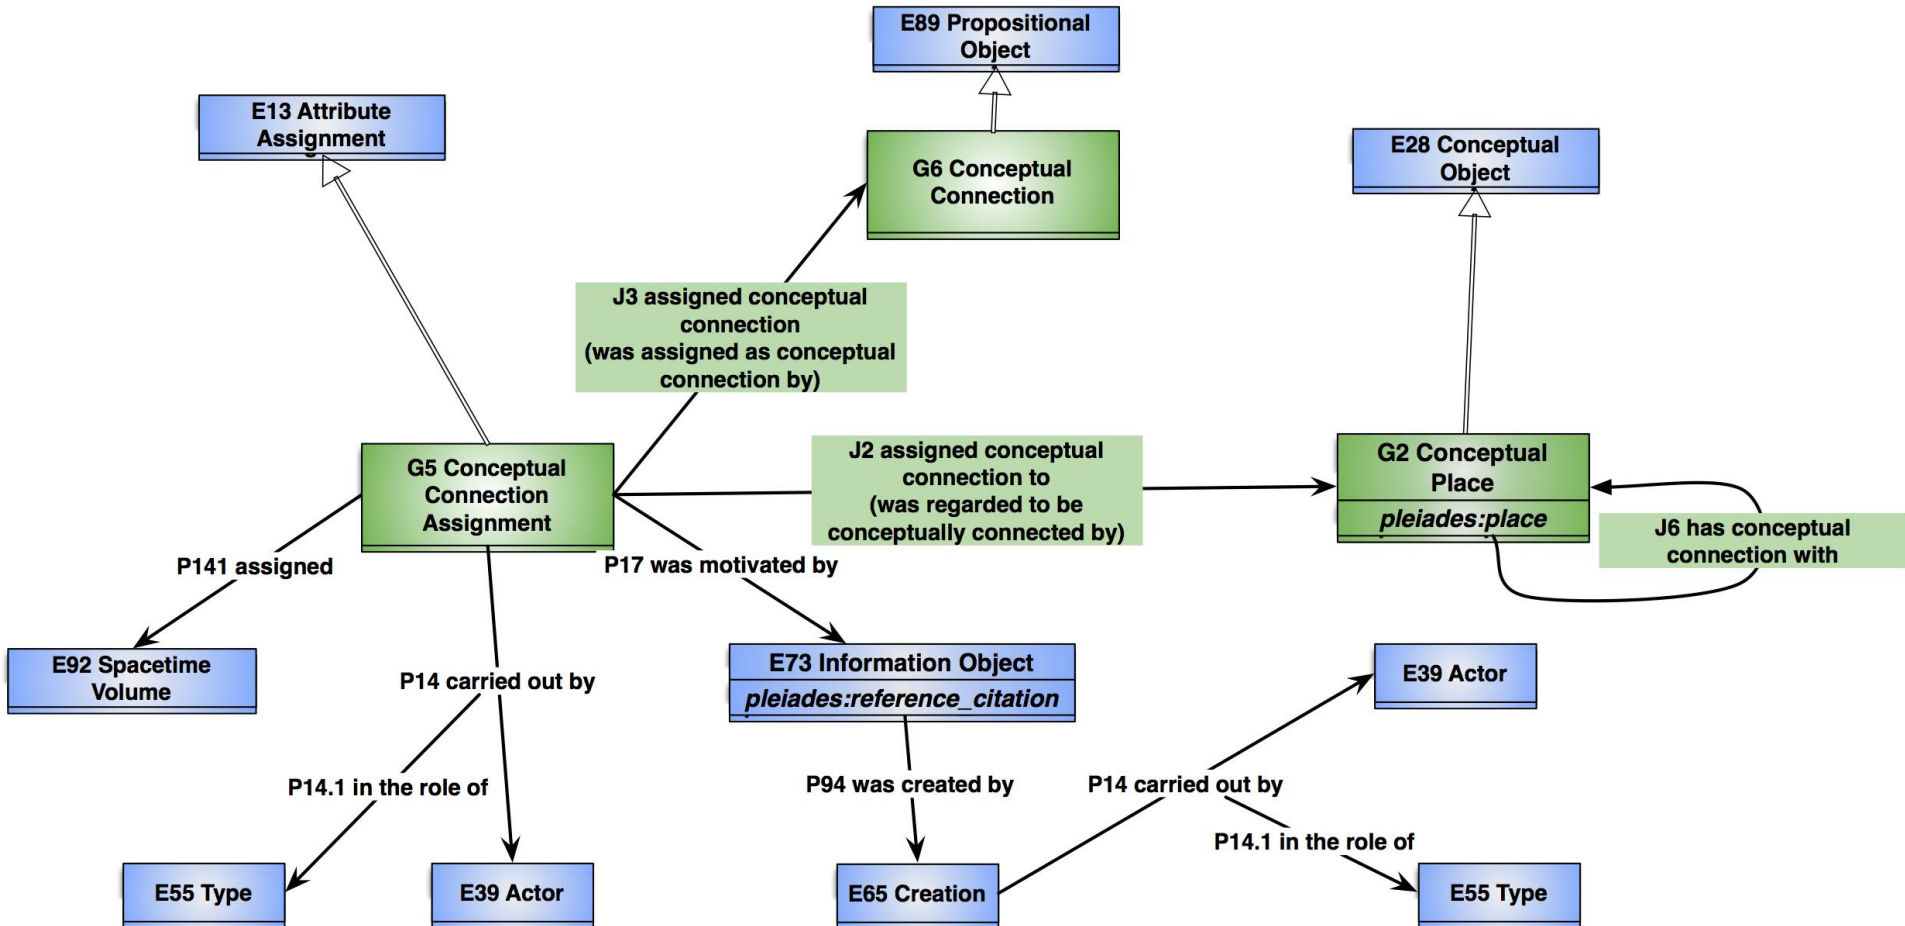 E89 Propositional
Object
E13 Attribute
Assignment
G6 Conceptual
Connection
E28 Conceptual
Object
J3 assigned conceptual
connection
(was assigned as conceptual
connection by)
G5 Conceptual
Connection
Assignment
J2 assigned conceptual
connection to
(was regarded to be
conceptually connected by)
G2 Conceptual
Place
pleiades:place
J6 has conceptual
connection with
P141 assigned
P17 was motivated by
E92 Spacetime
Volume
P14 carried out by
E73 Information Object
pleiades:reference_citation
E39 Actor
P14.1 in the role of
P94 was created by
P14 carried out by
P14.1 in the role of
E55 Type
E39 Actor
E65 Creation
E55 Type